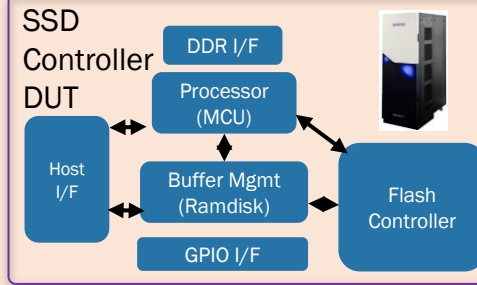 SSD
Controller
DUT
DDR I/F
Processor
(MCU)
Host
I/F
Buffer Mgmt
(Ramdisk)
Flash
Controller
GPIO I/F